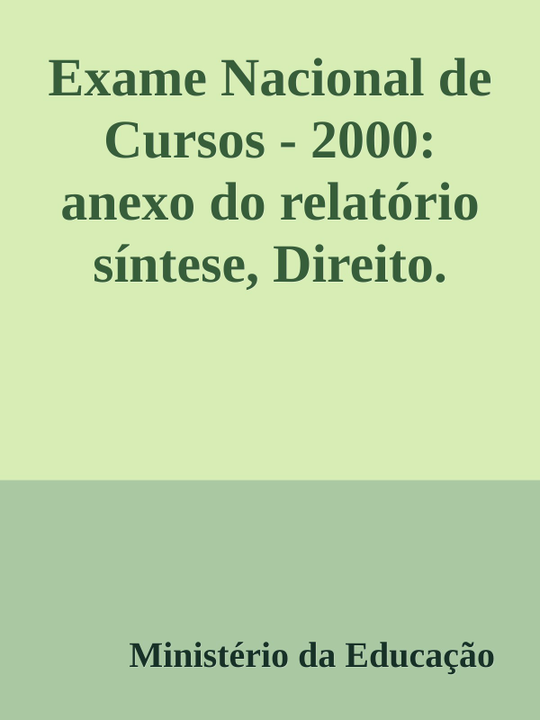 Exame Nacional de
Cursos - 2000:
anexo do relatório
síntese, Direito.
Ministério da Educação